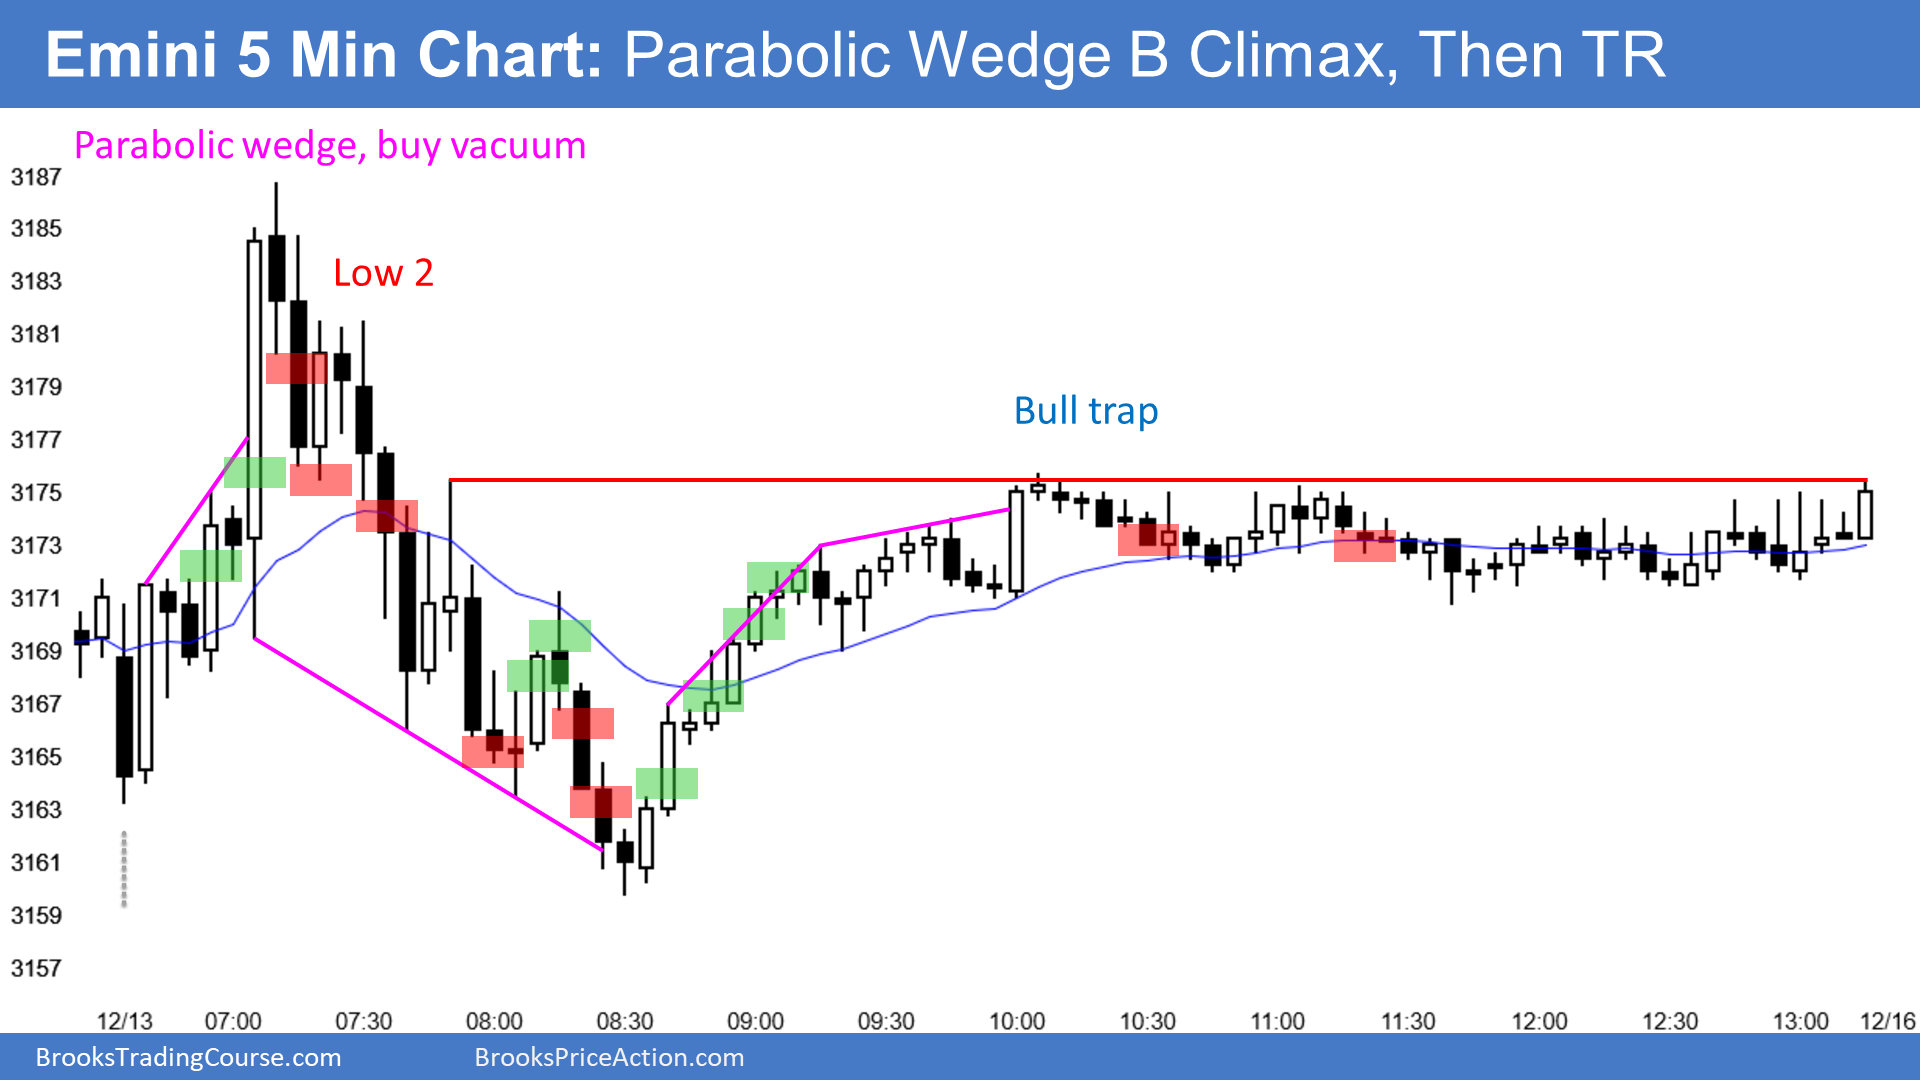 Emini 5 Min Chart: Parabolic Wedge B Climax, Then TR
Parabolic wedge, buy vacuum
3187
3185
Low 2
3183
3181
3179
Bull trap
3177
3175
3173
3171
3169
3167
3165
3163
3161
3159
3157
12/13 07:00 07:30 08:00 08:30 09:00 09:30 10:00 10:30 11:00 11:30 12:00 12:30 13:00 12/16
BrooksTradingCourse.com BrooksPriceAction.com